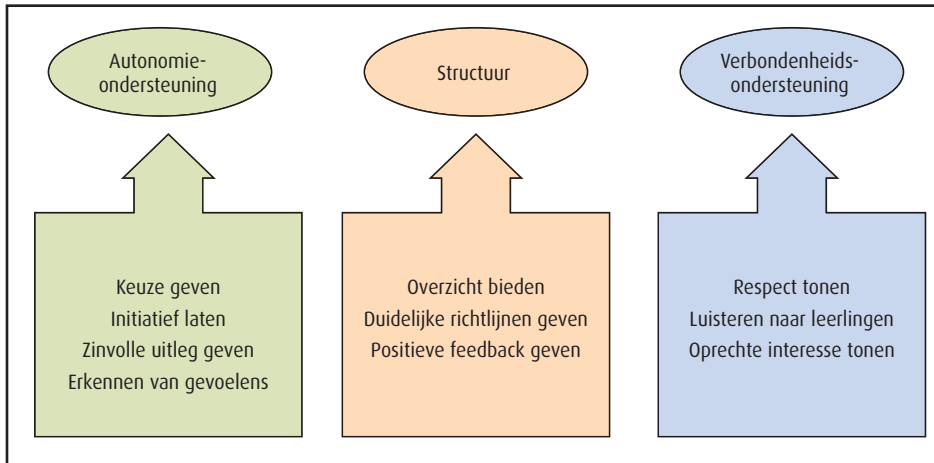 Autonomie-
ondersteuning
Structuur
Verbondenheids-
ondersteuning
Keuze geven
Initiatief laten
Zinvolle uitleg geven
Erkennen van gevoelens
Overzicht bieden
Duidelijke richtlijnen geven
Positieve feedback geven
Respect tonen
Luisteren naar leerlingen
Oprechte interesse tonen